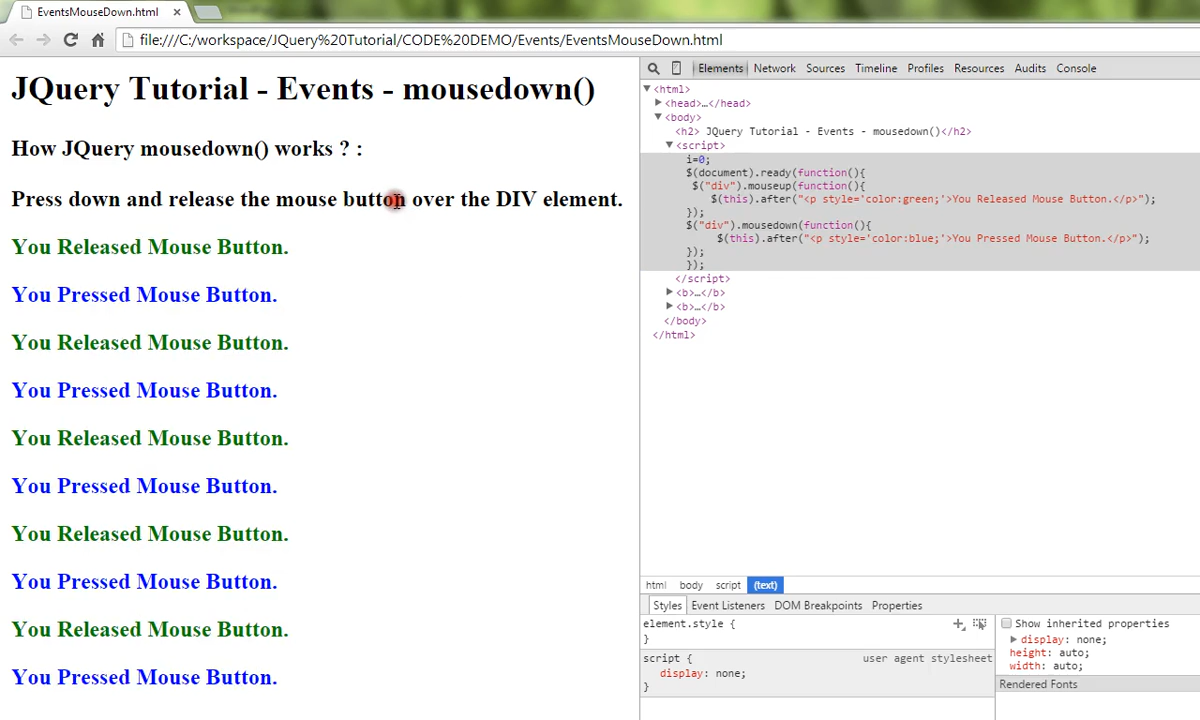 EventsMouseDown.html
file:///C:/workspace/JQuery%20Tutorial/CODE%20DEMO/Events/EventsMouseDown.html
JQuery Tutorial - Events - mousedown()
How JQuery mousedown() works ? :
Press down and release the mouse button over the DIV element.
You Released Mouse Button.
You Pressed Mouse Button.
You Released Mouse Button.
You Pressed Mouse Button.
You Released Mouse Button.
You Pressed Mouse Button.
You Released Mouse Button.
You Pressed Mouse Button.
You Released Mouse Button.
You Pressed Mouse Button.
Elements Network Sources Timeline Profiles Resources Audits Console
<html>
<head>…</head>
<body>
<h2> JQuery Tutorial - Events - mousedown()</h2>
<script>
i=0;
$(document).ready(function(){
$("div").mouseup(function(){
$(this).after("<p style='color:green;'>You Released Mouse Button.</p>");
});
$("div").mousedown(function(){
$(this).after("<p style='color:blue;'>You Pressed Mouse Button.</p>");
});
});
</script>
<b>…</b>
<b>…</b>
</body>
</html>
html body script (text)
Styles Event Listeners DOM Breakpoints Properties
element.style {
}
script { user agent stylesheet
display: none;
}
Show inherited properties
display: none;
height: auto;
width: auto;
Rendered Fonts